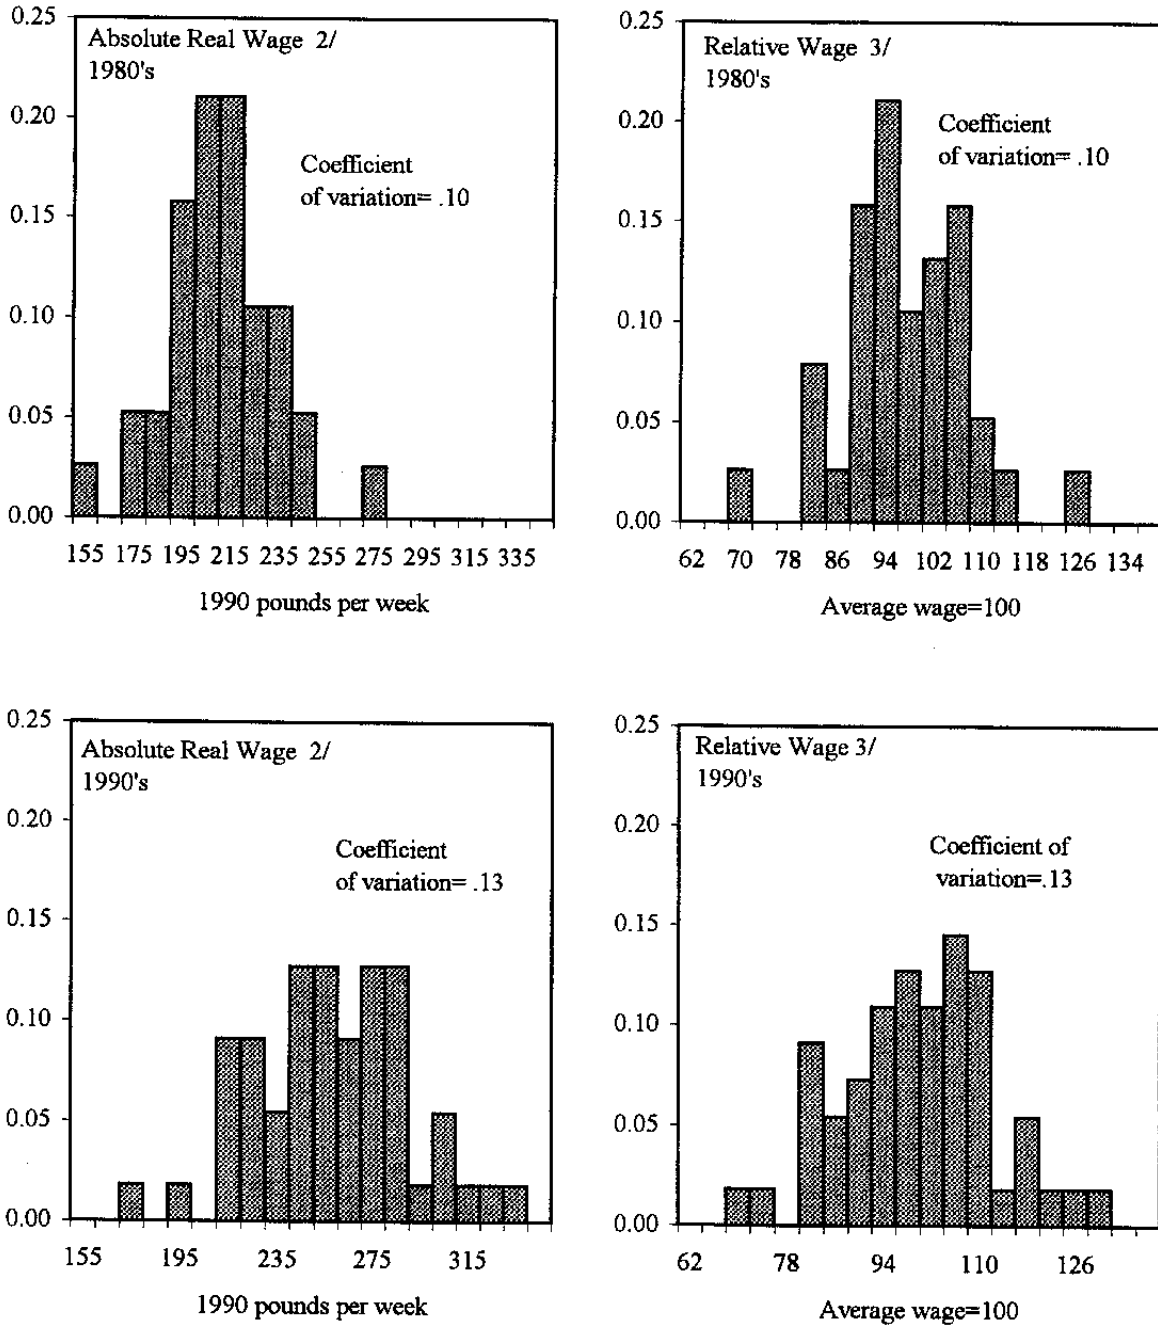 0.25
0.20
0.15
0.10
0.05
0.00
Absolute Real Wage 2/
1980's
Coefficient
of variation= .10
155 175 195 215 235 255 275 295 315 335
1990 pounds per week
0.25
0.20
0.15
0.10
0.05
0.00
Relative Wage 3/
1980's
Coefficient
of variation= .10
62 70 78 86 94 102 110 118 126 134
Average wage=100
0.25
0.20
0.15
0.10
0.05
0.00
Absolute Real Wage 2/
1990's
Coefficient
of variation= .13
155 195 235 275 315
1990 pounds per week
0.25
0.20
0.15
0.10
0.05
0.00
Relative Wage 3/
1990's
Coefficient of
variation=.13
62 78 94 110 126
Average wage=100